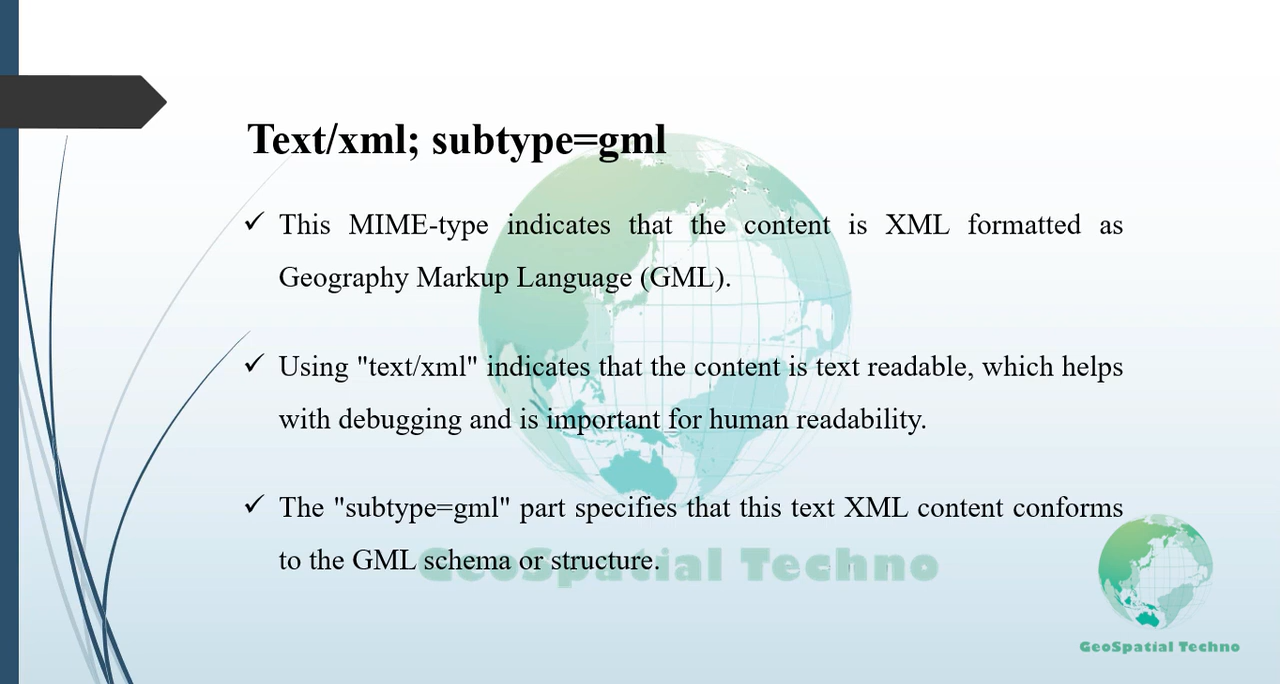 Text/xml; subtype=gml
✓ This MIME-type indicates that the content is XML formatted as
Geography Markup Language (GML).
✓ Using "text/xml" indicates that the content is text readable, which helps
with debugging and is important for human readability.
✓ The "subtype=gml" part specifies that this text XML content conforms
to the GML schema or structure.
GeoSpatial Techno
GeoSpatial Techno